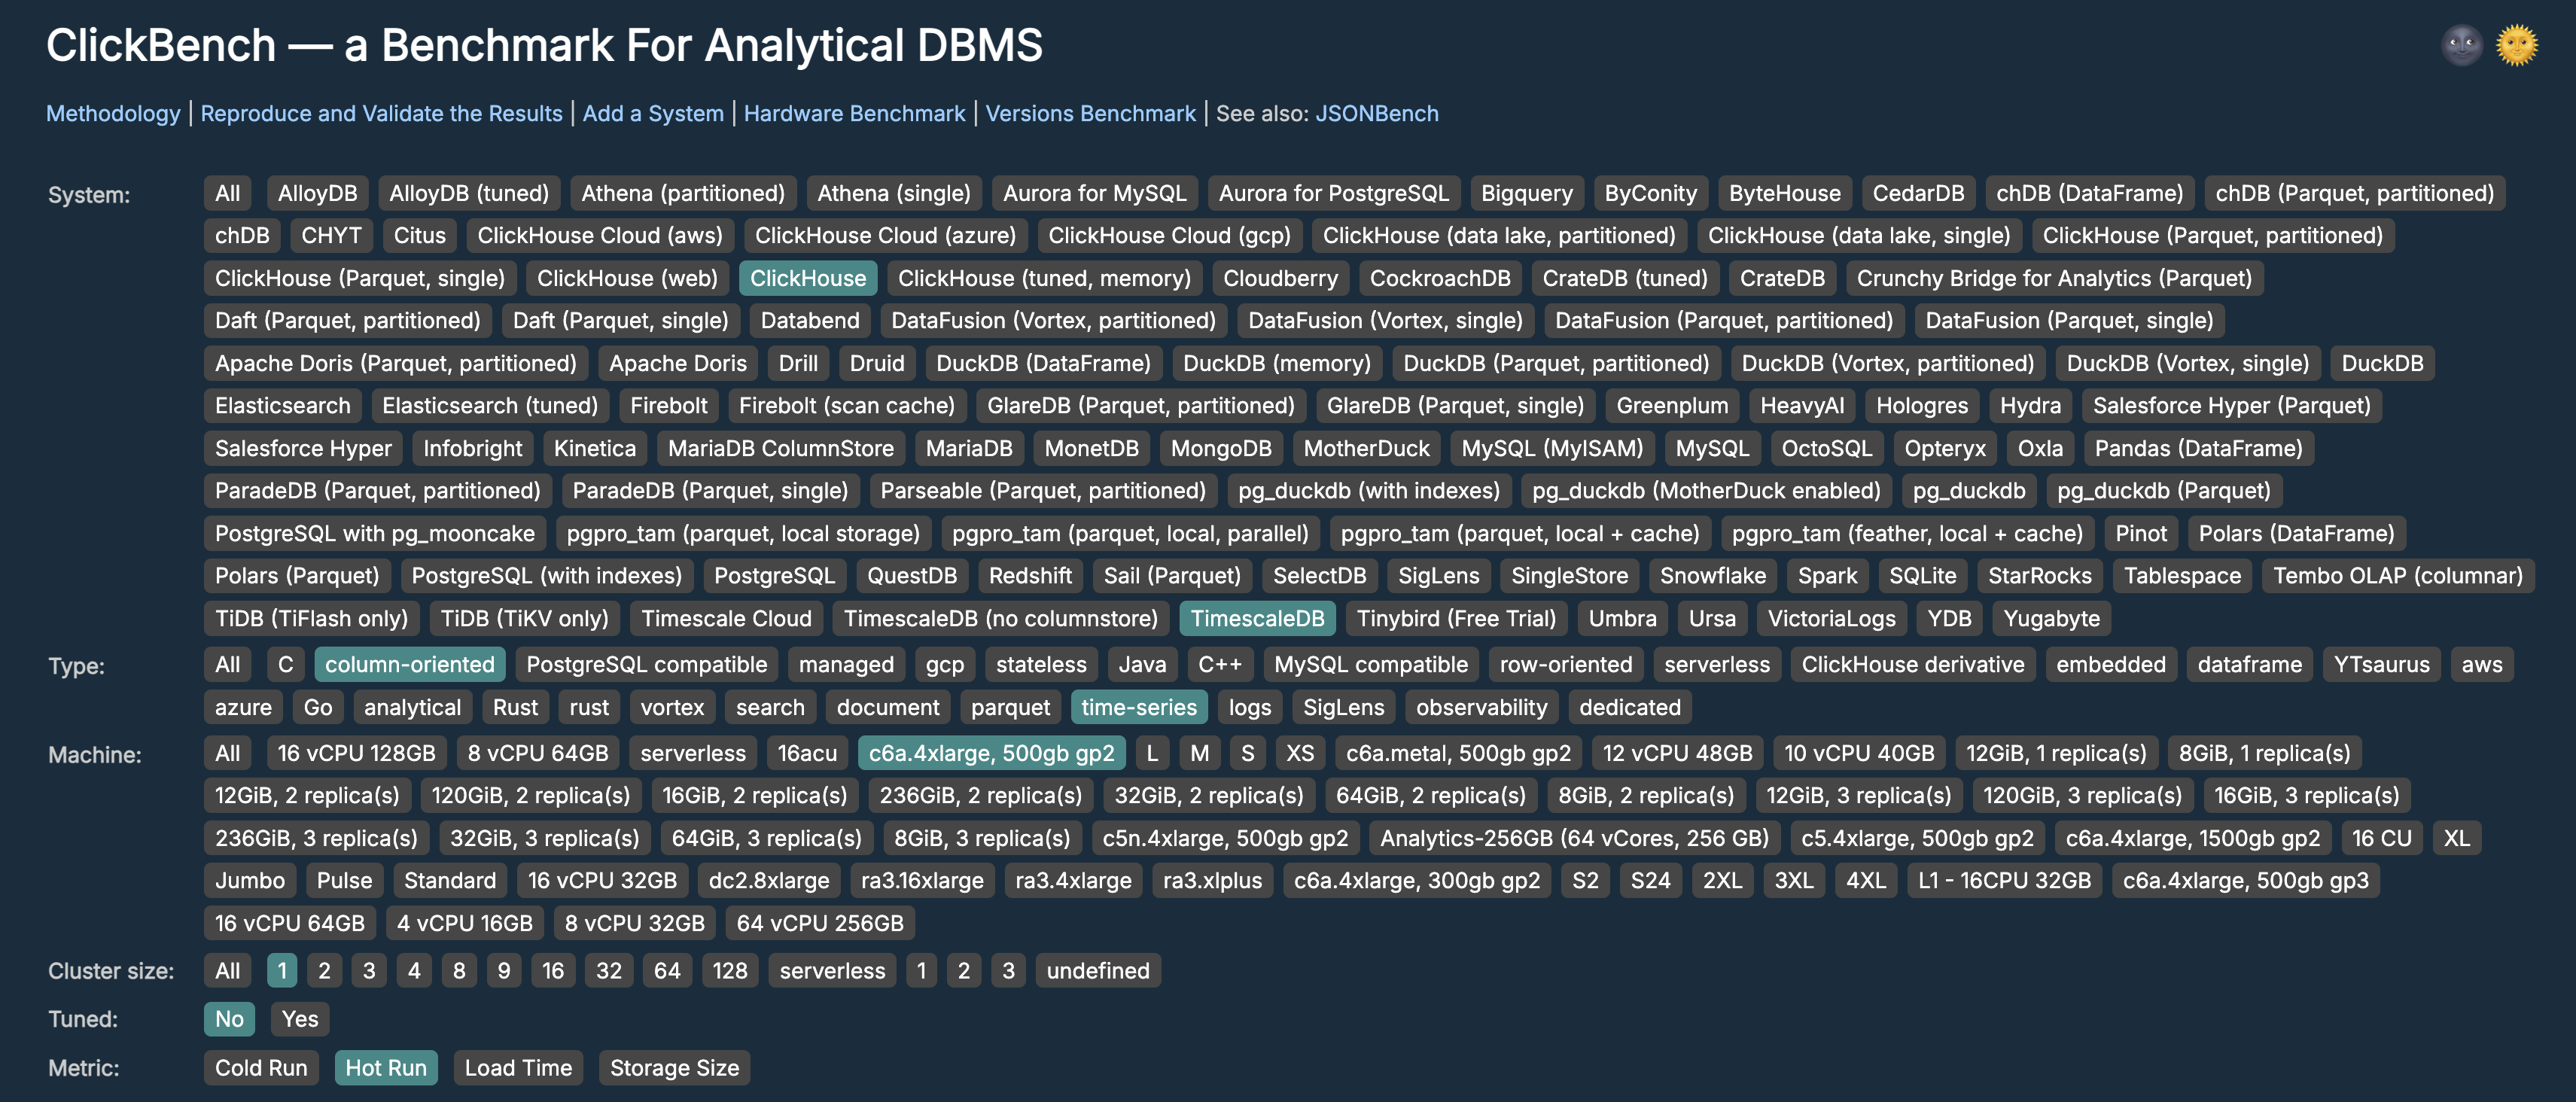 ClickBench — a Benchmark For Analytical DBMS
Methodology | Reproduce and Validate the Results | Add a System | Hardware Benchmark | Versions Benchmark | See also: JSONBench
System: All AlloyDB AlloyDB (tuned) Athena (partitioned) Athena (single) Aurora for MySQL Aurora for PostgreSQL Bigquery ByConity ByteHouse CedarDB chDB (DataFrame) chDB (Parquet, partitioned)
chDB CHYT Citus ClickHouse Cloud (aws) ClickHouse Cloud (azure) ClickHouse Cloud (gcp) ClickHouse (data lake, partitioned) ClickHouse (data lake, single) ClickHouse (Parquet, partitioned)
ClickHouse (Parquet, single) ClickHouse (web) ClickHouse ClickHouse (tuned, memory) Cloudberry CockroachDB CrateDB (tuned) CrateDB Crunchy Bridge for Analytics (Parquet)
Daft (Parquet, partitioned) Daft (Parquet, single) Databend DataFusion (Vortex, partitioned) DataFusion (Vortex, single) DataFusion (Parquet, partitioned) DataFusion (Parquet, single)
Apache Doris (Parquet, partitioned) Apache Doris Drill Druid DuckDB (DataFrame) DuckDB (memory) DuckDB (Parquet, partitioned) DuckDB (Vortex, partitioned) DuckDB (Vortex, single) DuckDB
Elasticsearch Elasticsearch (tuned) Firebolt Firebolt (scan cache) GlareDB (Parquet, partitioned) GlareDB (Parquet, single) Greenplum HeavyAI Hologres Hydra Salesforce Hyper (Parquet)
Salesforce Hyper Infobright Kinetica MariaDB ColumnStore MariaDB MonetDB MongoDB MotherDuck MySQL (MyISAM) MySQL OctoSQL Opteryx Oxla Pandas (DataFrame)
ParadeDB (Parquet, partitioned) ParadeDB (Parquet, single) Parseable (Parquet, partitioned) pg_duckdb (with indexes) pg_duckdb (MotherDuck enabled) pg_duckdb pg_duckdb (Parquet)
PostgreSQL with pg_mooncake pgpro_tam (parquet, local storage) pgpro_tam (parquet, local, parallel) pgpro_tam (parquet, local + cache) pgpro_tam (feather, local + cache) Pinot Polars (DataFrame)
Polars (Parquet) PostgreSQL (with indexes) PostgreSQL QuestDB Redshift Sail (Parquet) SelectDB SigLens SingleStore Snowflake Spark SQLite StarRocks Tablespace Tembo OLAP (columnar)
TiDB (TiFlash only) TiDB (TiKV only) Timescale Cloud TimescaleDB (no columnstore) TimescaleDB Tinybird (Free Trial) Umbra Ursa VictoriaLogs YDB Yugabyte
Type: All C column-oriented PostgreSQL compatible managed gcp stateless Java C++ MySQL compatible row-oriented serverless ClickHouse derivative embedded dataframe YTsaurus aws
azure Go analytical Rust rust vortex search document parquet time-series logs SigLens observability dedicated
Machine: All 16 vCPU 128GB 8 vCPU 64GB serverless 16acu c6a.4xlarge, 500gb gp2 L M S XS c6a.metal, 500gb gp2 12 vCPU 48GB 10 vCPU 40GB 12GiB, 1 replica(s) 8GiB, 1 replica(s)
12GiB, 2 replica(s) 120GiB, 2 replica(s) 16GiB, 2 replica(s) 236GiB, 2 replica(s) 32GiB, 2 replica(s) 64GiB, 2 replica(s) 8GiB, 2 replica(s) 12GiB, 3 replica(s) 120GiB, 3 replica(s) 16GiB, 3 replica(s)
236GiB, 3 replica(s) 32GiB, 3 replica(s) 64GiB, 3 replica(s) 8GiB, 3 replica(s) c5n.4xlarge, 500gb gp2 Analytics-256GB (64 vCores, 256 GB) c5.4xlarge, 500gb gp2 c6a.4xlarge, 1500gb gp2 16 CU XL
Jumbo Pulse Standard 16 vCPU 32GB dc2.8xlarge ra3.16xlarge ra3.4xlarge ra3.xlplus c6a.4xlarge, 300gb gp2 S2 S24 2XL 3XL 4XL L1 - 16CPU 32GB c6a.4xlarge, 500gb gp3
16 vCPU 64GB 4 vCPU 16GB 8 vCPU 32GB 64 vCPU 256GB
Cluster size: All 1 2 3 4 8 9 16 32 64 128 serverless 1 2 3 undefined
Tuned: No Yes
Metric: Cold Run Hot Run Load Time Storage Size